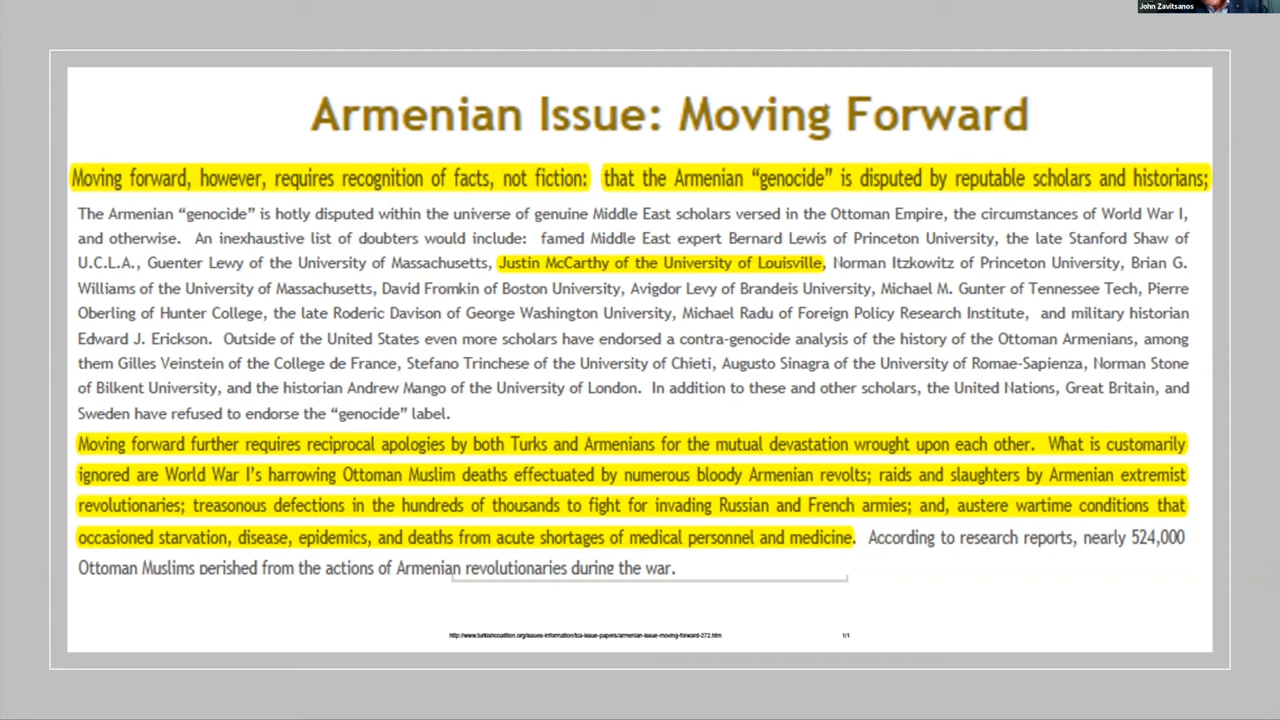 John Zavitsanos
Armenian Issue: Moving Forward
Moving forward, however, requires recognition of facts, not fiction: that the Armenian “genocide” is disputed by reputable scholars and historians;
The Armenian “genocide” is hotly disputed within the universe of genuine Middle East scholars versed in the Ottoman Empire, the circumstances of World War I,
and otherwise. An inexhaustive list of doubters would include: famed Middle East expert Bernard Lewis of Princeton University, the late Stanford Shaw of
U.C.L.A., Guenter Lewy of the University of Massachusetts, Justin McCarthy of the University of Louisville, Norman Itzkowitz of Princeton University, Brian G.
Williams of the University of Massachusetts, David Fromkin of Boston University, Avigdor Levy of Brandeis University, Michael M. Gunter of Tennessee Tech, Pierre
Oberling of Hunter College, the late Roderic Davison of George Washington University, Michael Radu of Foreign Policy Research Institute, and military historian
Edward J. Erickson. Outside of the United States even more scholars have endorsed a contra-genocide analysis of the history of the Ottoman Armenians, among
them Gilles Veinstein of the College de France, Stefano Trinchese of the University of Chieti, Augusto Sinagra of the University of Romae-Sapienza, Norman Stone
of Bilkent University, and the historian Andrew Mango of the University of London. In addition to these and other scholars, the United Nations, Great Britain, and
Sweden have refused to endorse the “genocide” label.
Moving forward further requires reciprocal apologies by both Turks and Armenians for the mutual devastation wrought upon each other. What is customarily
ignored are World War I’s harrowing Ottoman Muslim deaths effectuated by numerous bloody Armenian revolts; raids and slaughters by Armenian extremist
revolutionaries; treasonous defections in the hundreds of thousands to fight for invading Russian and French armies; and, austere wartime conditions that
occasioned starvation, disease, epidemics, and deaths from acute shortages of medical personnel and medicine. According to research reports, nearly 524,000
Ottoman Muslims perished from the actions of Armenian revolutionaries during the war.
http://www.turkishcoalition.org/issues-information/tca-issue-papers/armenian-issue-moving-forward-272.htm 1/1